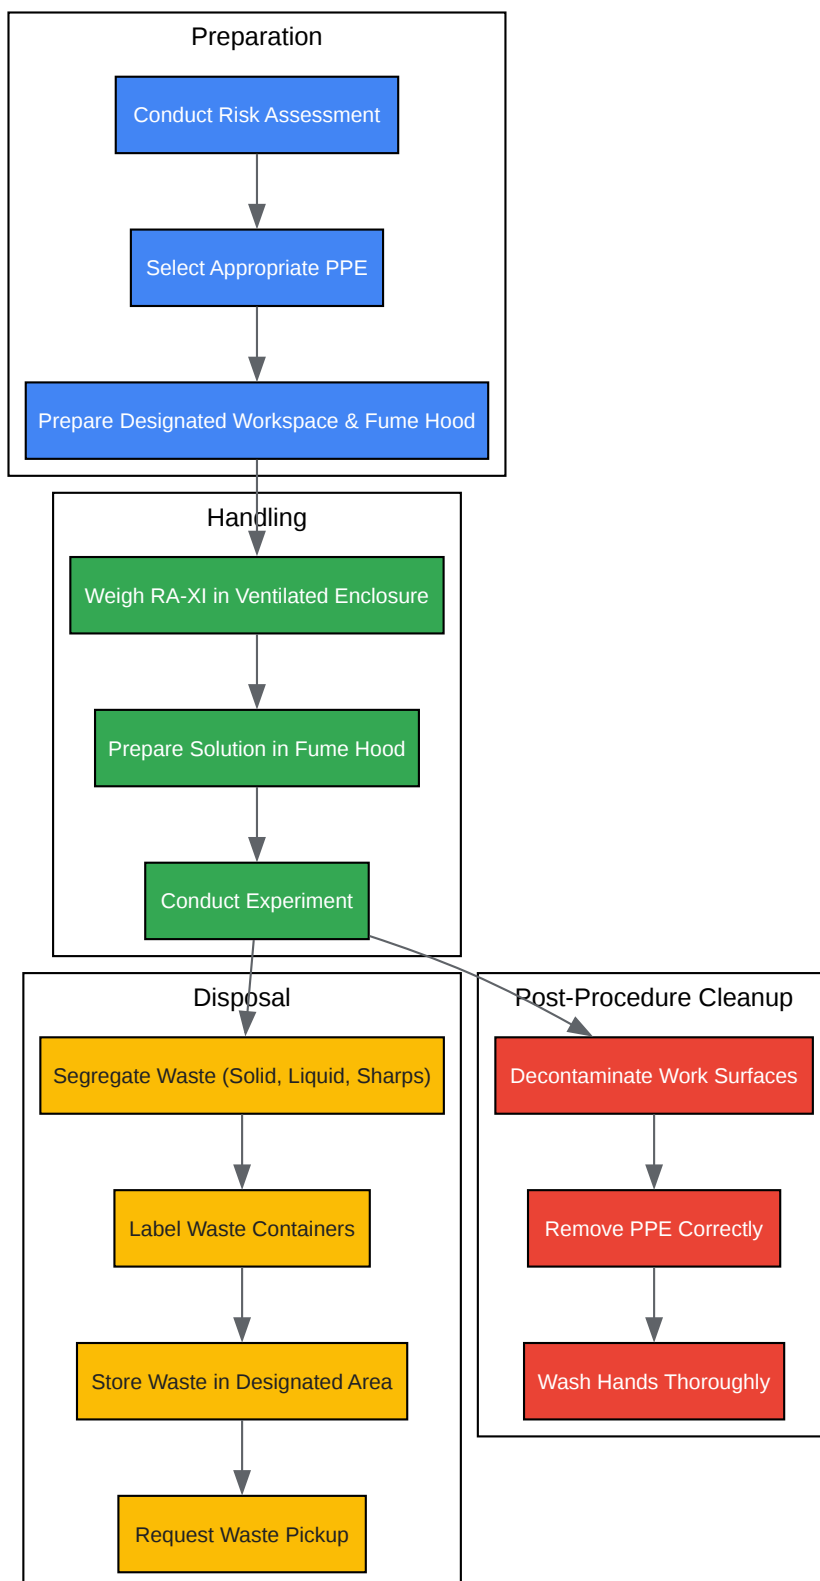 Preparation
Conduct Risk Assessment
Select Appropriate PPE
Prepare Designated Workspace & Fume Hood
Handling
Weigh RA-XI in Ventilated Enclosure
Prepare Solution in Fume Hood
Conduct Experiment
Disposal
Segregate Waste (Solid, Liquid, Sharps)
Label Waste Containers
Store Waste in Designated Area
Request Waste Pickup
Post-Procedure Cleanup
Decontaminate Work Surfaces
Remove PPE Correctly
Wash Hands Thoroughly